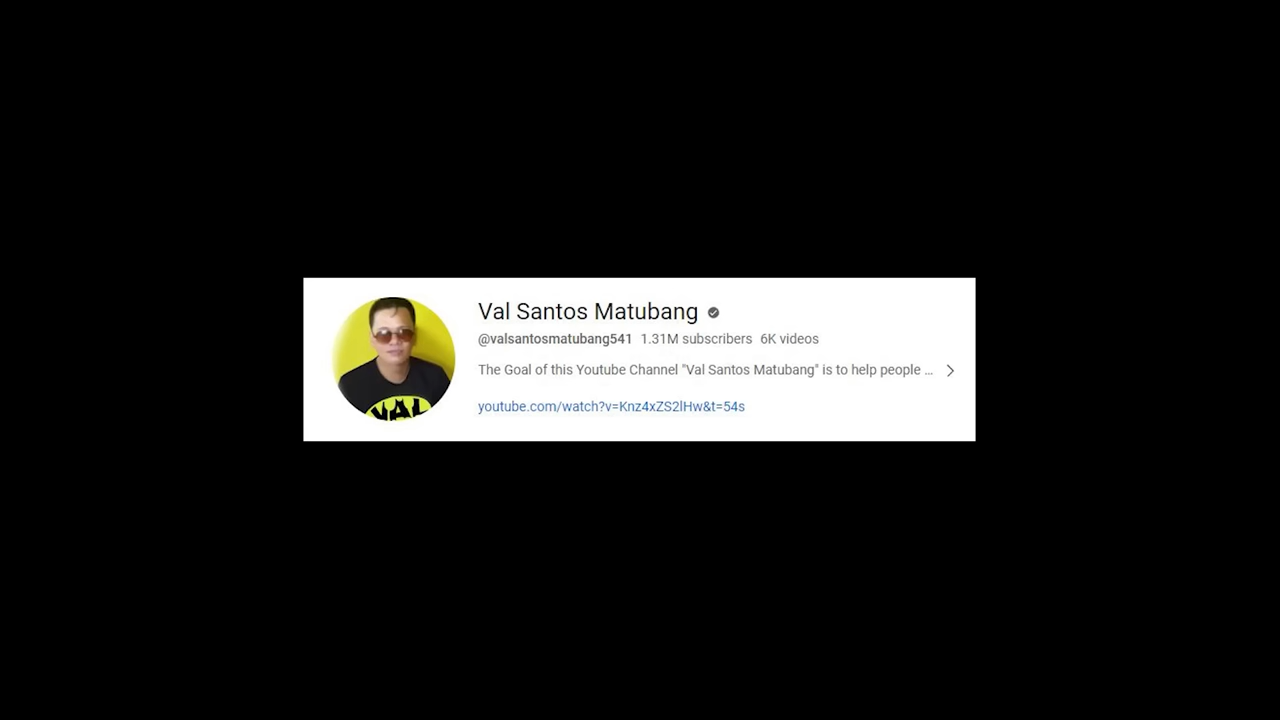 Val Santos Matubang
@valsantosmatubang541 1.31M subscribers 6K videos
The Goal of this Youtube Channel "Val Santos Matubang" is to help people ...
youtube.com/watch?v=Knz4xZS2lHw&t=54s
VAL